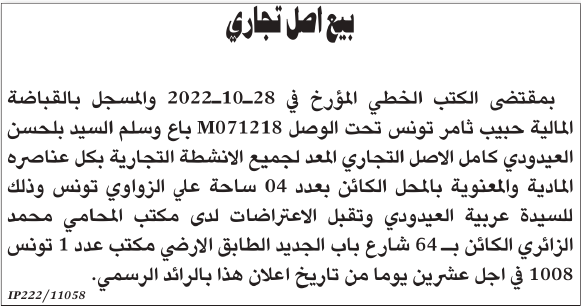 بيع اصل تجاري
بمقتضى الكتب الخطي المؤرخ في 28ــ10ــ2022 والمسجل بالقباضة
المالية حبيب ثامر تونس تحت الوصل M071218 باع وسلم السيد بلحسن
العيدودي كامل الاصل التجاري المعد لجميع الانشطة التجارية بكل عناصره
المادية والمعنوية بالمحل الكائن بعدد 04 ساحة علي الزواوي تونس وذلك
للسيدة عربية العيدودي وتقبل الاعتراضات لدى مكتب المحامي محمد
الزائري الكائن بــ 64 شارع باب الجديد الطابق الارضي مكتب عدد 1 تونس
1008 في اجل عشرين يوما من تاريخ اعلان هذا بالرائد الرسمي.
IP222/11058